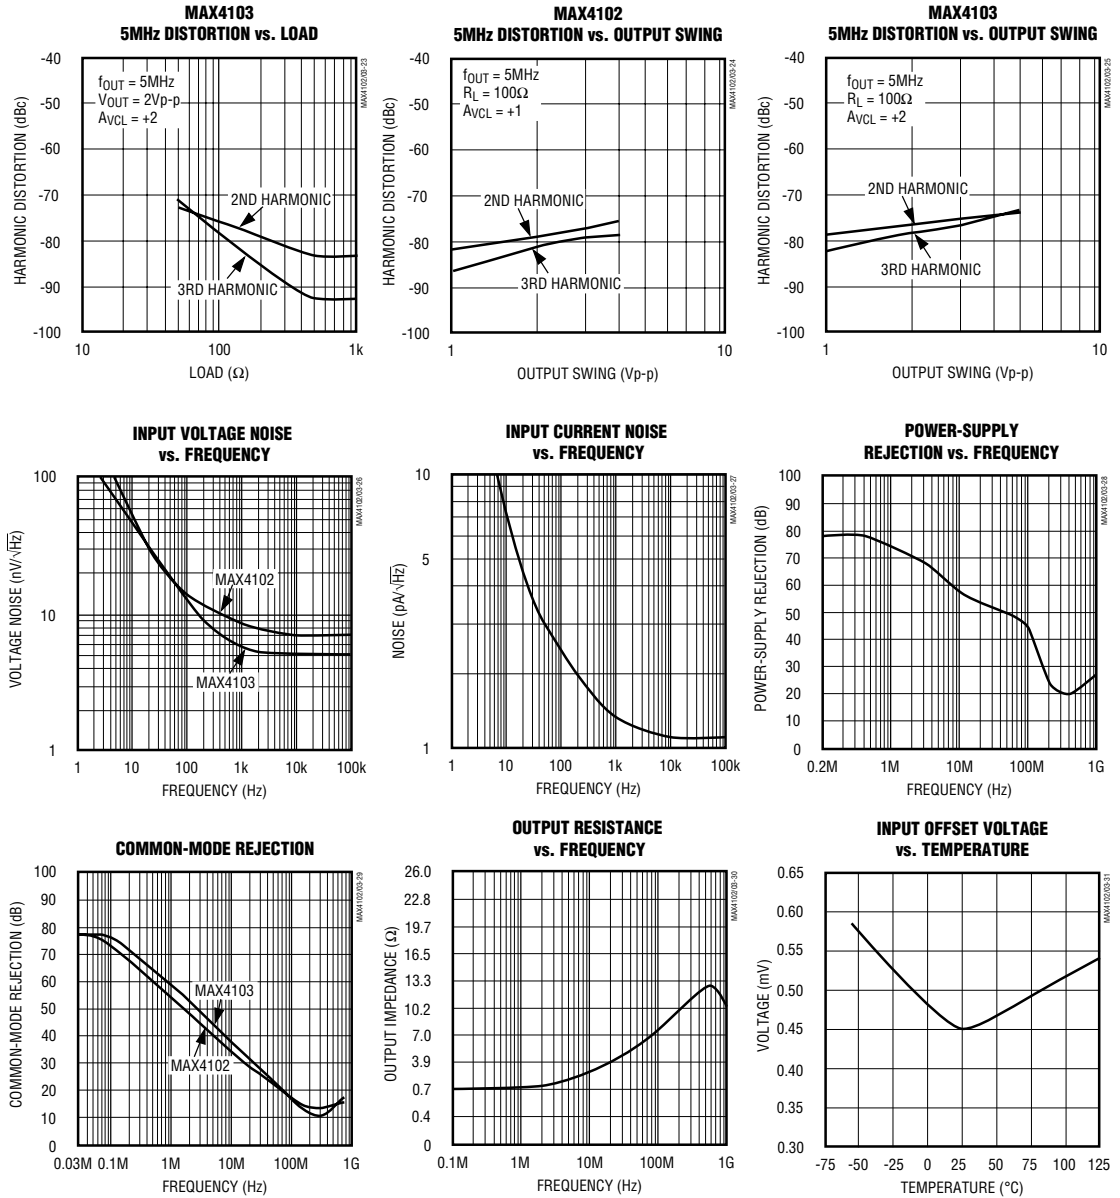 MAX4103
5MHz DISTORTION vs. LOAD
HARMONIC DISTORTION (dBc)
-40
-50
-60
-70
-80
-90
-100
fOUT = 5MHz
VOUT = 2Vp-p
AVCL = +2
2ND HARMONIC
3RD HARMONIC
MAX4102/03-23
10
100
1k
LOAD (Ω)
MAX4102
5MHz DISTORTION vs. OUTPUT SWING
HARMONIC DISTORTION (dBc)
-40
-50
-60
-70
-80
-90
-100
fOUT = 5MHz
RL = 100Ω
AVCL = +1
2ND HARMONIC
3RD HARMONIC
MAX4102/03-24
1
10
OUTPUT SWING (Vp-p)
MAX4103
5MHz DISTORTION vs. OUTPUT SWING
HARMONIC DISTORTION (dBc)
-40
-50
-60
-70
-80
-90
-100
fOUT = 5MHz
RL = 100Ω
AVCL = +2
2ND HARMONIC
3RD HARMONIC
MAX4102/03-25
1
10
OUTPUT SWING (Vp-p)
INPUT VOLTAGE NOISE
vs. FREQUENCY
VOLTAGE NOISE (nV/√Hz)
100
10
1
MAX4102
MAX4103
MAX4102/03-26
1
10
100
1k
10k
100k
FREQUENCY (Hz)
INPUT CURRENT NOISE
vs. FREQUENCY
NOISE (pA/√Hz)
10
5
1
MAX4102/03-27
1
10
100
1k
10k
100k
FREQUENCY (Hz)
POWER-SUPPLY
REJECTION vs. FREQUENCY
POWER-SUPPLY REJECTION (dB)
100
90
80
70
60
50
40
30
20
10
0
MAX4102/03-28
0.2M
1M
10M
100M
1G
FREQUENCY (Hz)
COMMON-MODE REJECTION
COMMON-MODE REJECTION (dB)
100
90
80
70
60
50
40
30
20
10
0
MAX4103
MAX4102
MAX4102/03-29
0.03M
0.1M
1M
10M
100M
1G
FREQUENCY (Hz)
OUTPUT RESISTANCE
vs. FREQUENCY
OUTPUT IMPEDANCE (Ω)
26.0
22.8
19.7
16.5
13.3
10.2
7.0
3.9
0.7
0.4
0
MAX4102/03-30
0.1M
1M
10M
100M
1G
FREQUENCY (Hz)
INPUT OFFSET VOLTAGE
vs. TEMPERATURE
VOLTAGE (mV)
0.65
0.60
0.55
0.50
0.45
0.40
0.35
0.30
MAX4102/03-31
-75
-50
-25
0
25
50
75
100
125
TEMPERATURE (°C)